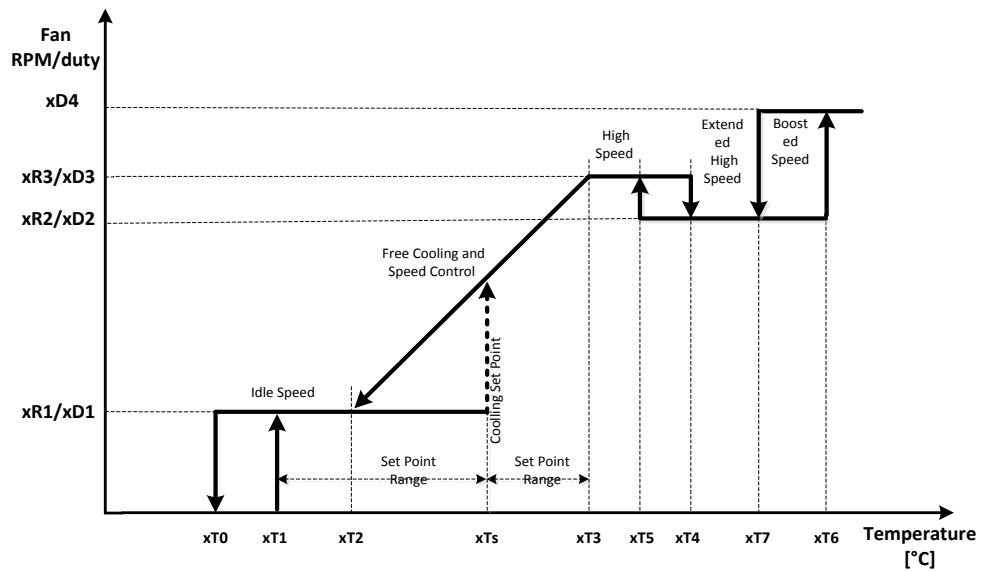 Fan
RPM/duty
xD4
High
Speed
Extend
ed
High
Speed
Boost
ed
Speed
xR3/xD3
xR2/xD2
Free Cooling and
Speed Control
Coolling Set Point
Idle Speed
xR1/xD1
Set Point
Range
Set Point
Range
xT0
xT1
xT2
xTs
xT3
xT5
xT4
xT7
xT6
Temperature
[°C]